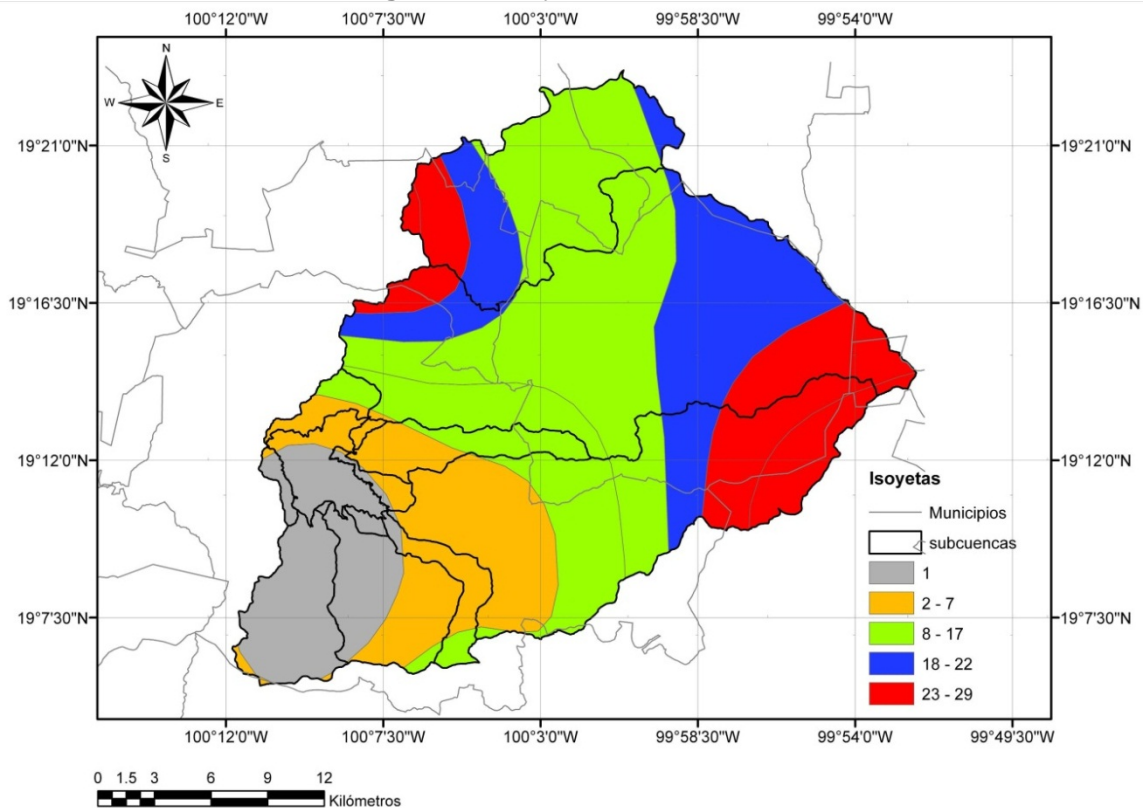 100°12'0"W 100°7'30"W 100°3'0"W 99°58'30"W 99°54'0"W
N
W E
S
19°21'0"N 19°21'0"N
19°16'30"N 19°16'30"N
19°12'0"N 19°12'0"N
Isoyetas
Municipios
subcuencas
1
2 - 7
19°7'30"N 19°7'30"N
8 - 17
18 - 22
23 - 29
100°12'0"W 100°7'30"W 100°3'0"W 99°58'30"W 99°54'0"W 99°49'30"W
0 1.5 3 6 9 12
Kilómetros